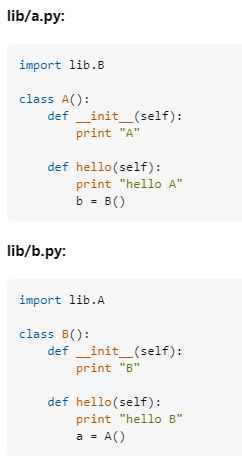 lib/a.py:
import lib.B
class A():
    def __init__(self):
        print "A"
    def hello(self):
        print "hello A"
        b = B()
lib/b.py:
import lib.A
class B():
    def __init__(self):
        print "B"
    def hello(self):
        print "hello B"
        a = A()